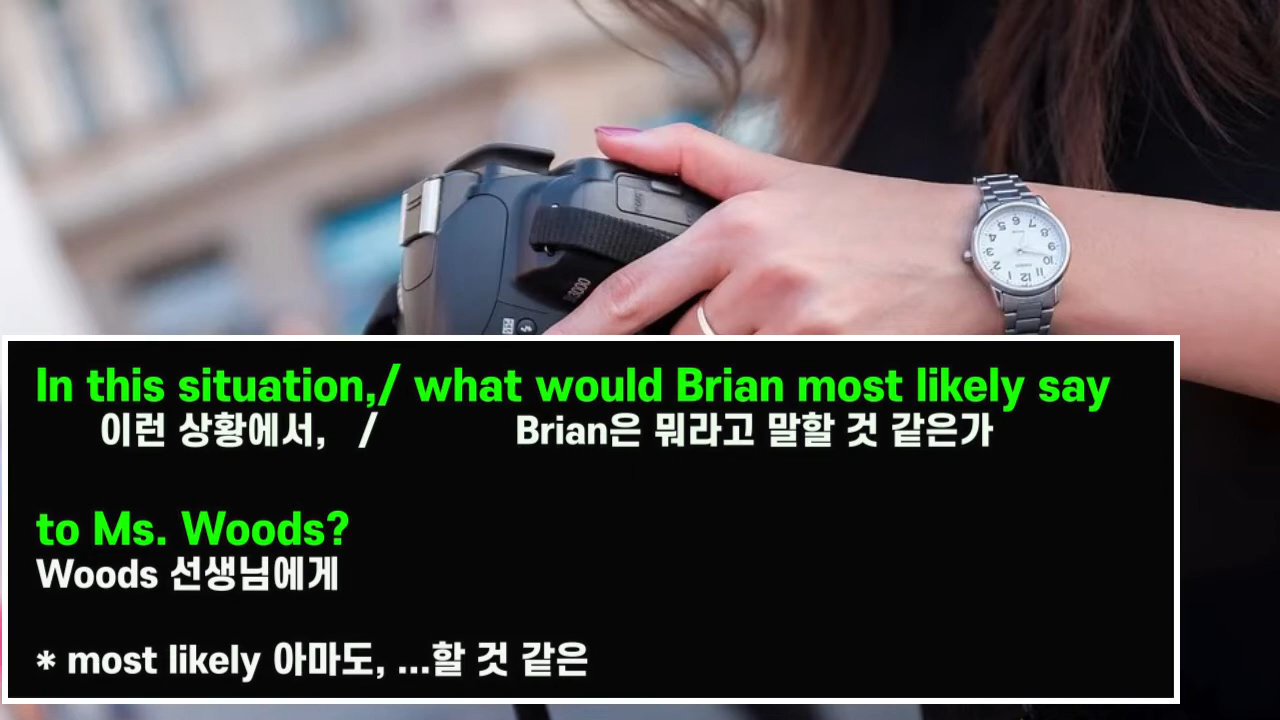 In this situation,/ what would Brian most likely say
이런 상황에서, / Brian은 뭐라고 말할 것 같은가
to Ms. Woods?
Woods 선생님에게
* most likely 아마도, ...할 것 같은